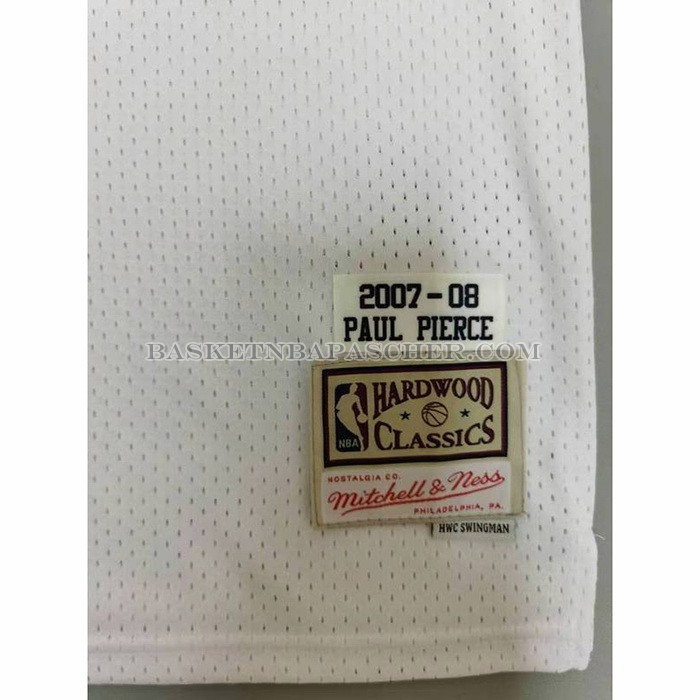 2007-08
PAUL PIERCE
BASKETNBAPASCHER.COM
HARDWOOD
NBA CLASSICS
NOSTALGIA CO.
Mitchell & Ness
PHILADELPHIA, PA.
HWC SWINGMAN